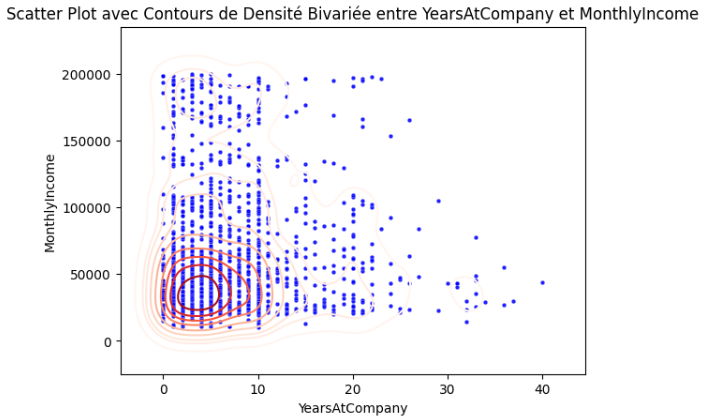 Scatter Plot avec Contours de Densité Bivariée entre YearsAtCompany et MonthlyIncome
200000
150000
100000
50000
0
MonthlyIncome
0 10 20 30 40
YearsAtCompany